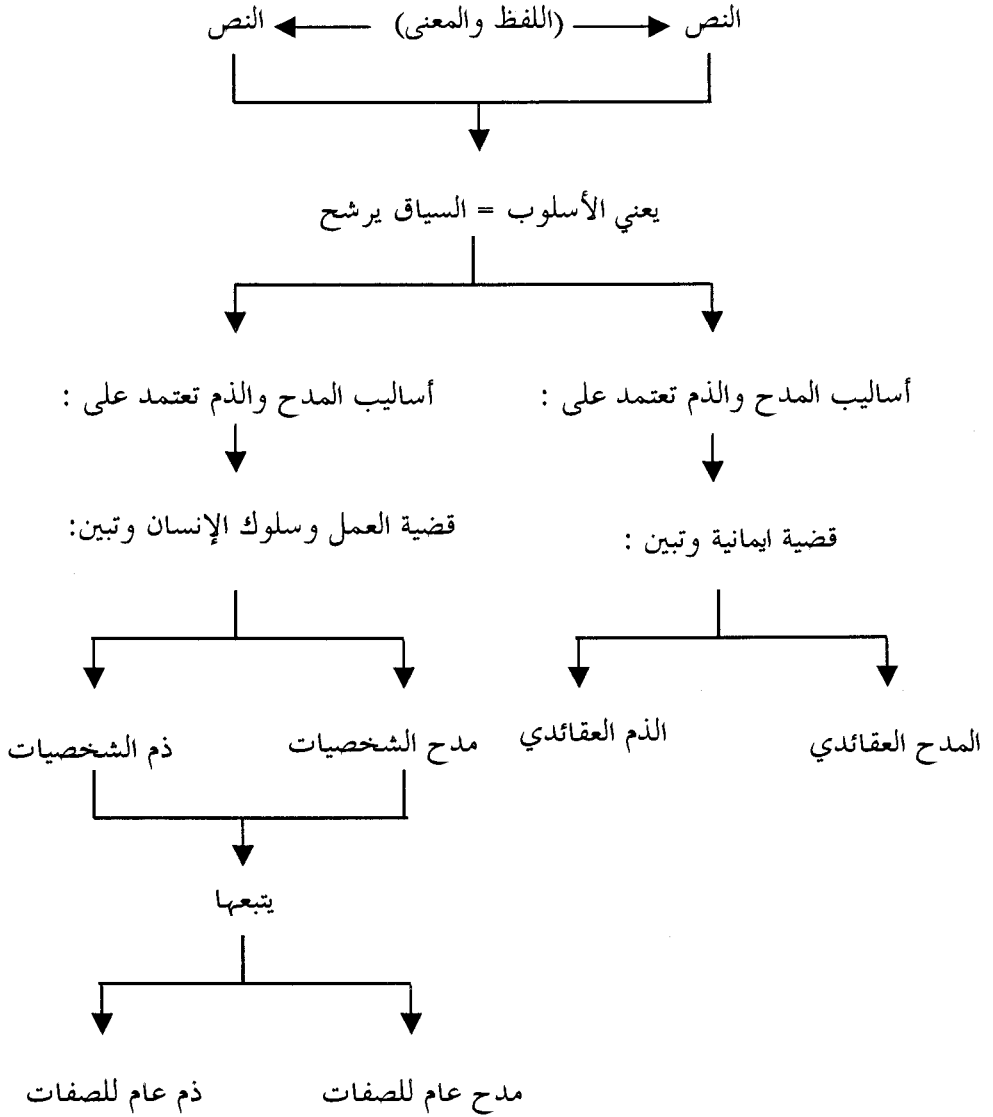 النص (اللفظ والمعنى) النص
يعني الأسلوب = السياق يرشح
أساليب المدح والذم تعتمد على :
أساليب المدح والذم تعتمد على :
قضية ايمانية وتبين :
قضية العمل وسلوك الإنسان وتبين:
المدح العقائدي
الذم العقائدي
مدح الشخصيات
ذم الشخصيات
يتبعها
مدح عام للصفات
ذم عام للصفات